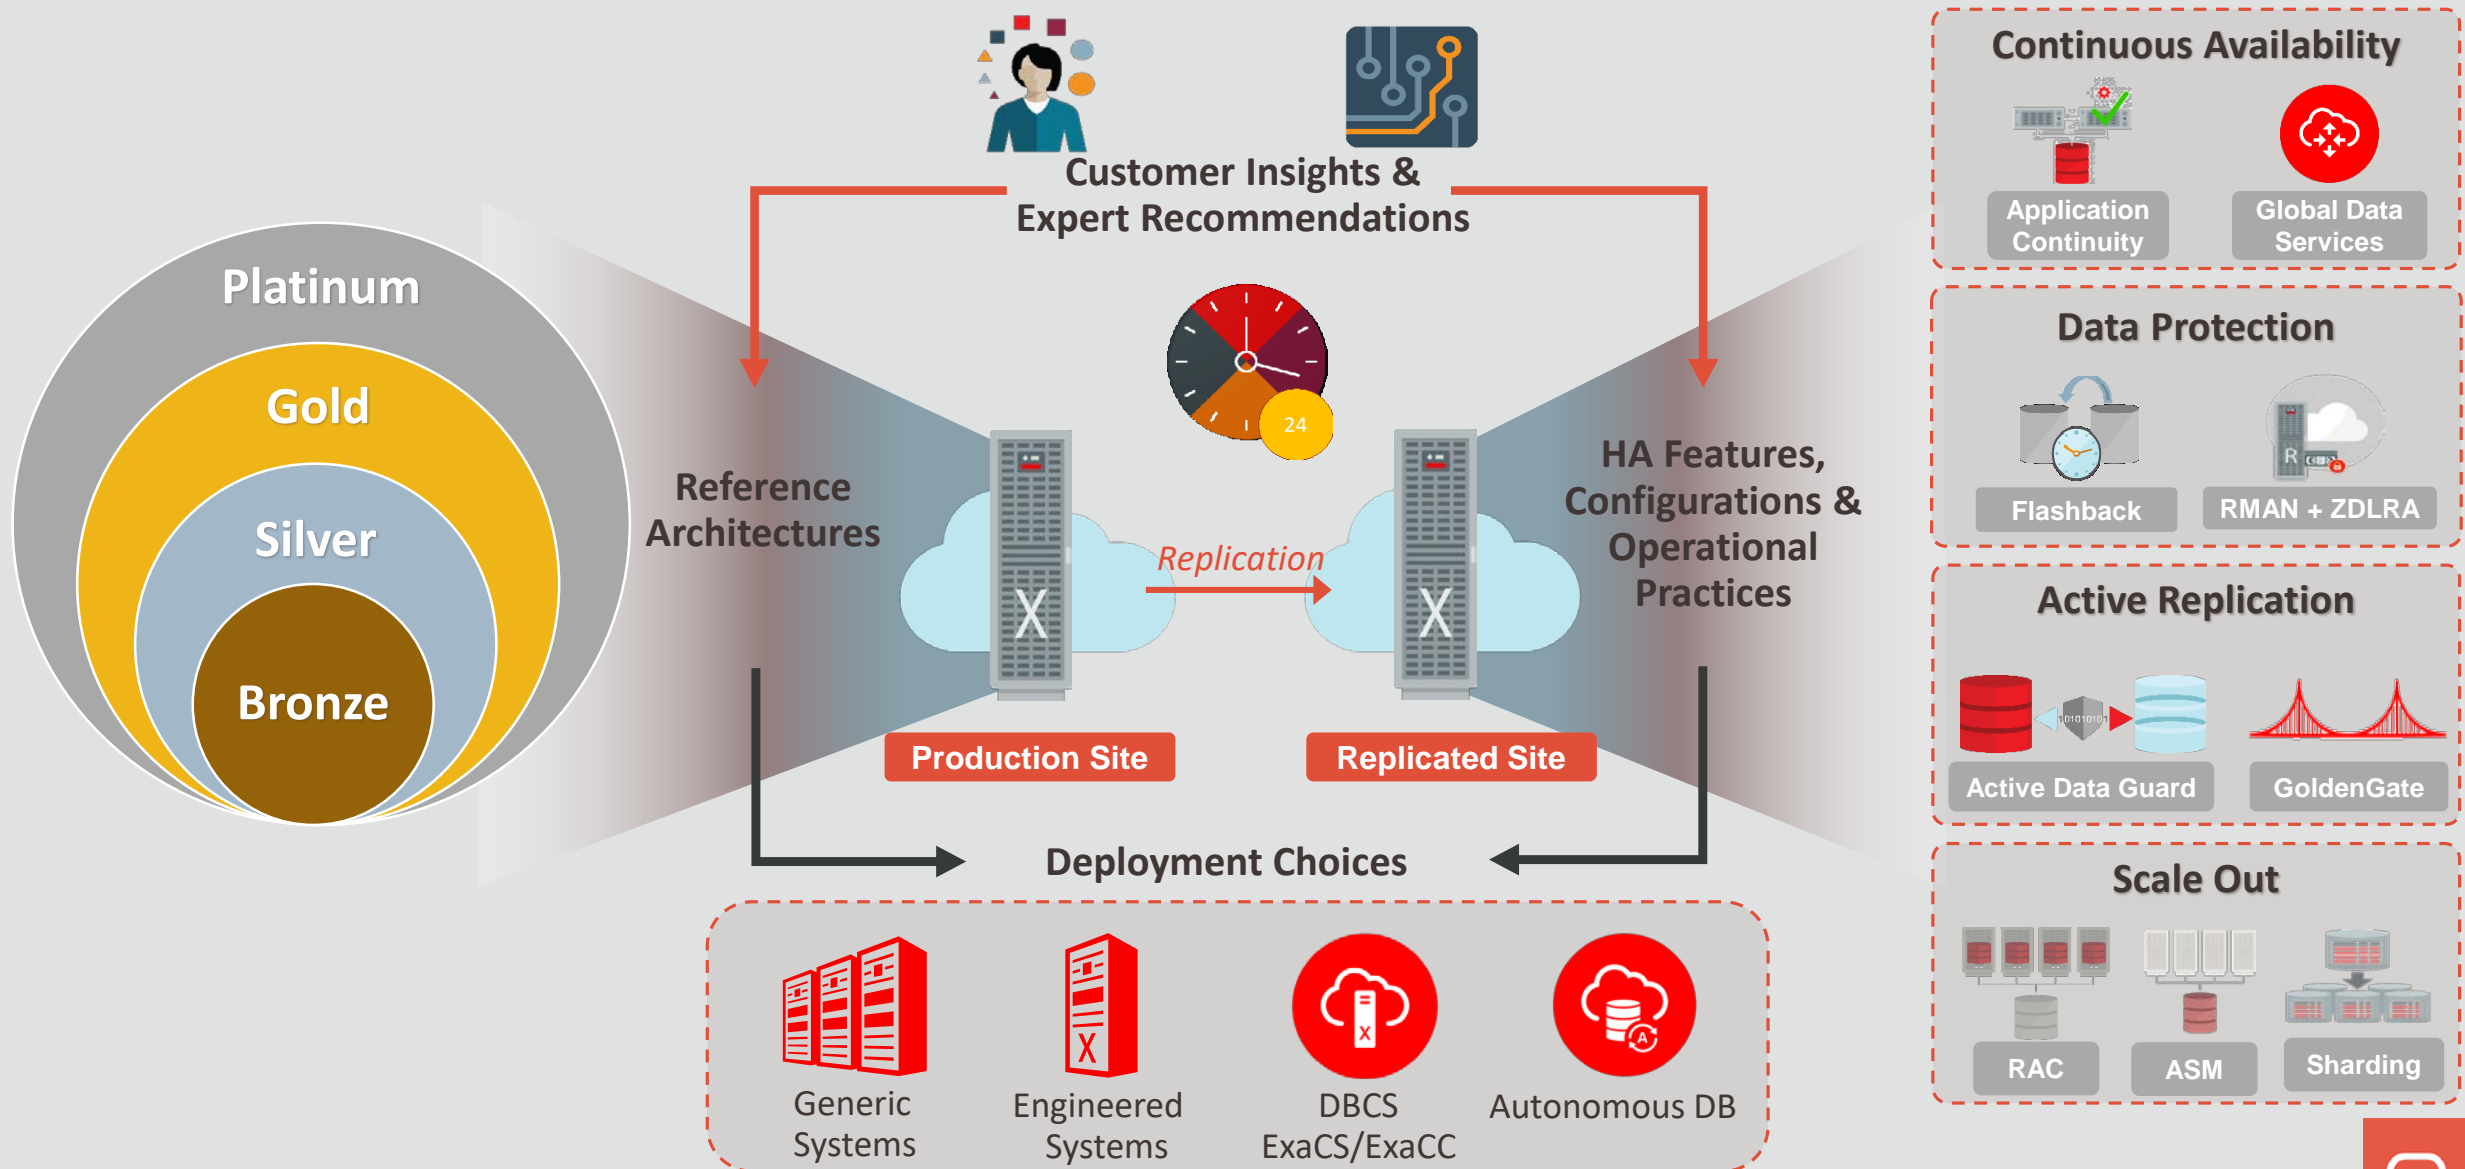 Customer Insights &
Expert Recommendations
Platinum
Gold
Silver
Bronze
Reference
Architectures
24
Replication
X
X
Production Site
Replicated Site
HA Features,
Configurations &
Operational
Practices
Deployment Choices
X
Generic
Systems
Engineered
Systems
X
DBCS
ExaCS/ExaCC
A
Autonomous DB
Continuous Availability
Application
Continuity
Global Data
Services
Data Protection
Flashback
R
RMAN + ZDLRA
Active Replication
Active Data Guard
GoldenGate
Scale Out
RAC
ASM
Sharding